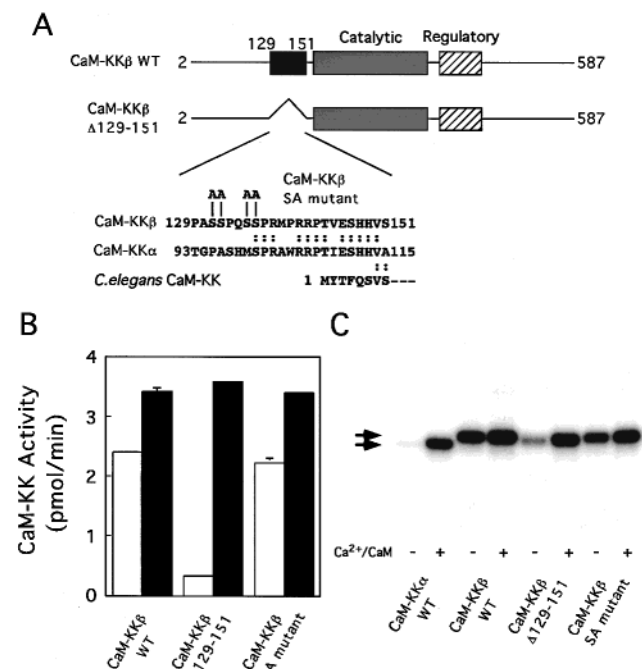 A
129 151 Catalytic Regulatory
CaM-KKβ WT 2 587
CaM-KKβ
Δ129-151 2 587
AA AA CaM-KKβ
SA mutant
CaM-KKβ 129PASSPQSSPRMPRRPTVESHHVS151
CaM-KKα 93TGPASHMSPRAWRRPTIESHHVA115
C.elegans CaM-KK 1 MYTFQSVS---
B
CaM-KK Activity
(pmol/min)
4
3
2
1
0
CaM-KKβ
WT
CaM-KKβ
129-151
CaM-KKβ
A mutant
C
Ca2+/CaM - + - + - + - +
CaM-KKα
WT
CaM-KKβ
WT
CaM-KKβ
Δ129-151
CaM-KKβ
SA mutant